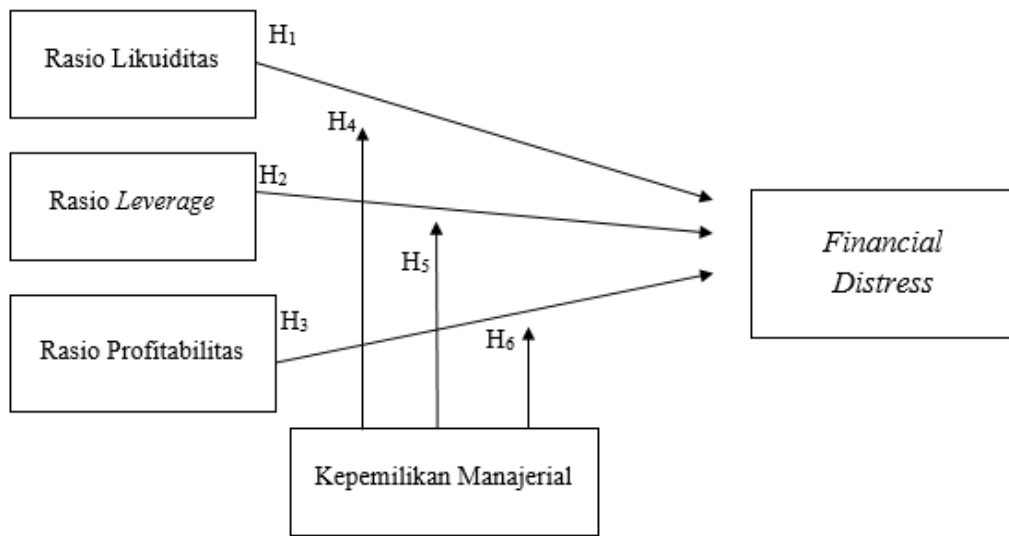 Rasio Likuiditas
H₁
H₄
Rasio Leverage
H₂
H₅
Financial
Distress
Rasio Profitabilitas
H₃
H₆
Kepemilikan Manajerial